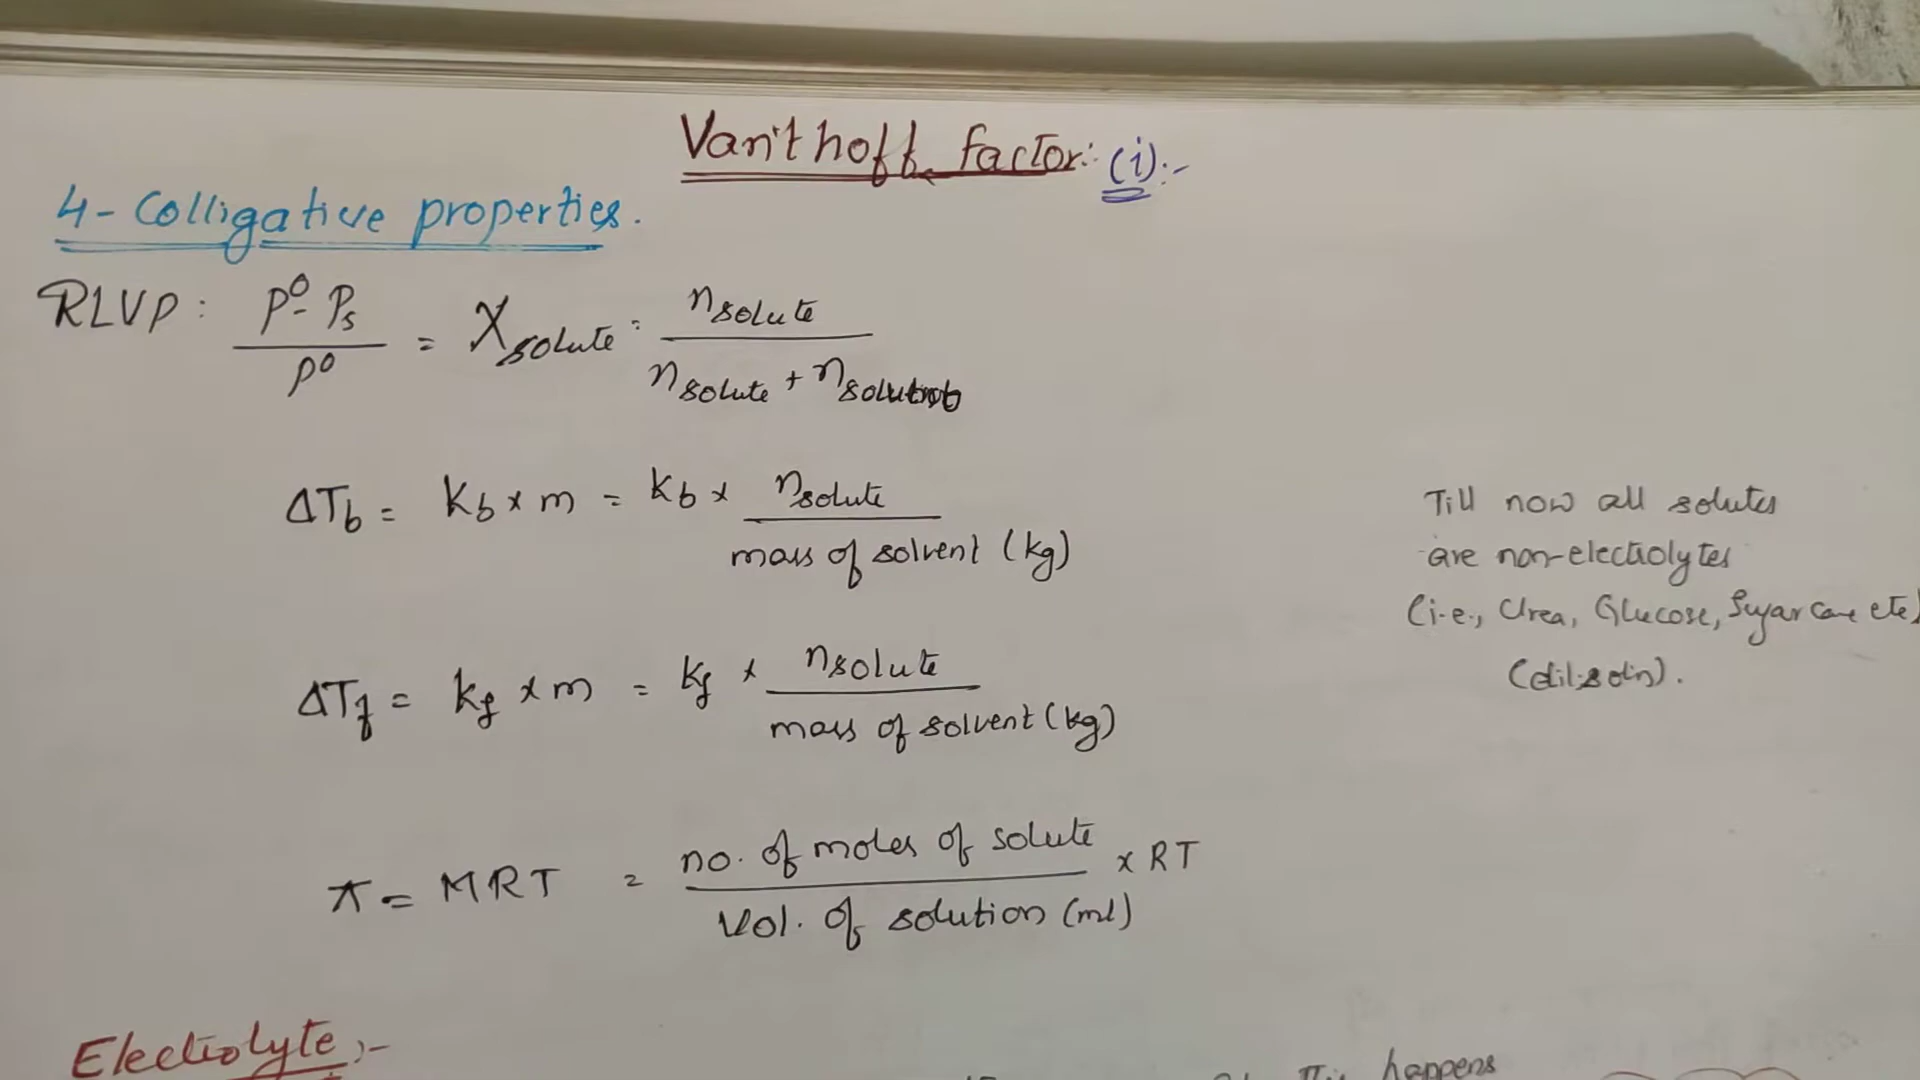 Van't hoff factor: (i):-
4- Colligative properties.
RLVP: P⁰- Pₛ / P⁰ = X solute = n solute / n solute + n
ΔTb = Kb × m = Kb × n solute / mass of solvent (kg)
Till now all solutes
are non-electrolytes
(i.e., Urea, Glucose, Sugar cane etc)
(dil. soln).
ΔTf = kf × m = kf × n solute / mass of solvent (kg)
π = MRT = no. of moles of solute / Vol. of solution (ml) × RT
Electrolyte:-
happens